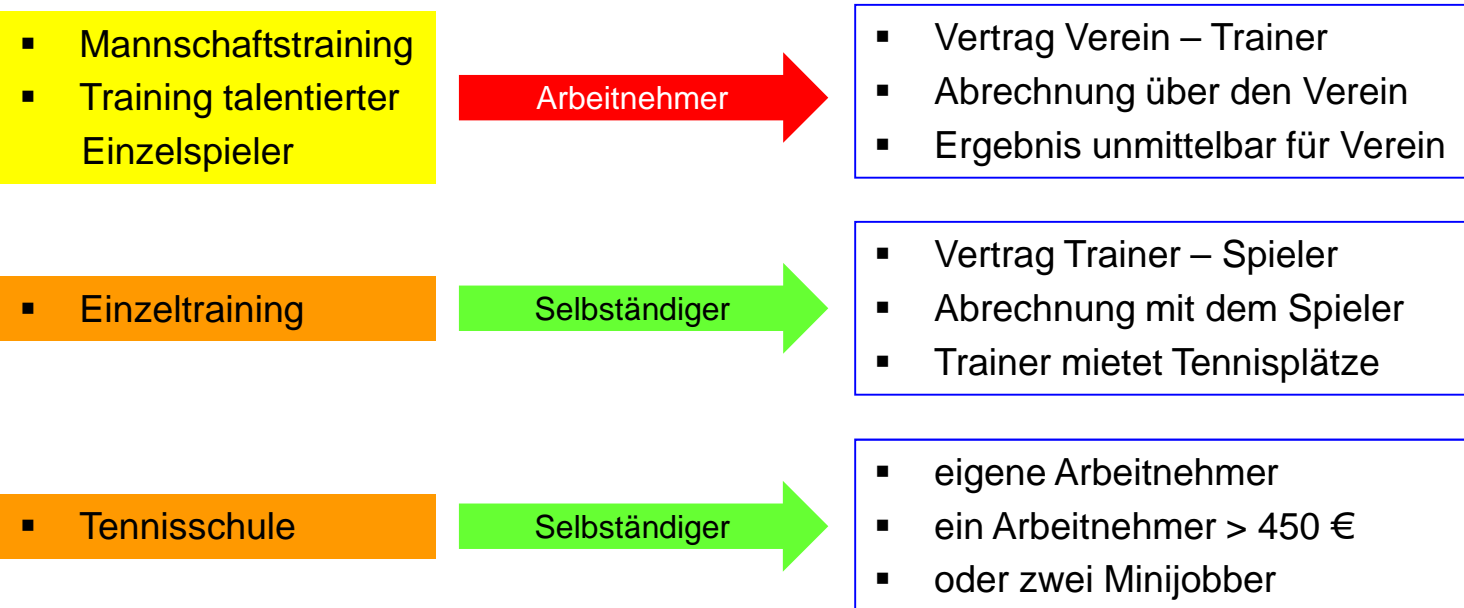 ▪ Mannschaftstraining
▪ Training talentierter
Einzelspieler
Arbeitnehmer
▪ Vertrag Verein – Trainer
▪ Abrechnung über den Verein
▪ Ergebnis unmittelbar für Verein
▪ Einzeltraining
Selbständiger
▪ Vertrag Trainer – Spieler
▪ Abrechnung mit dem Spieler
▪ Trainer mietet Tennisplätze
▪ Tennisschule
Selbständiger
▪ eigene Arbeitnehmer
▪ ein Arbeitnehmer > 450 €
▪ oder zwei Minijobber